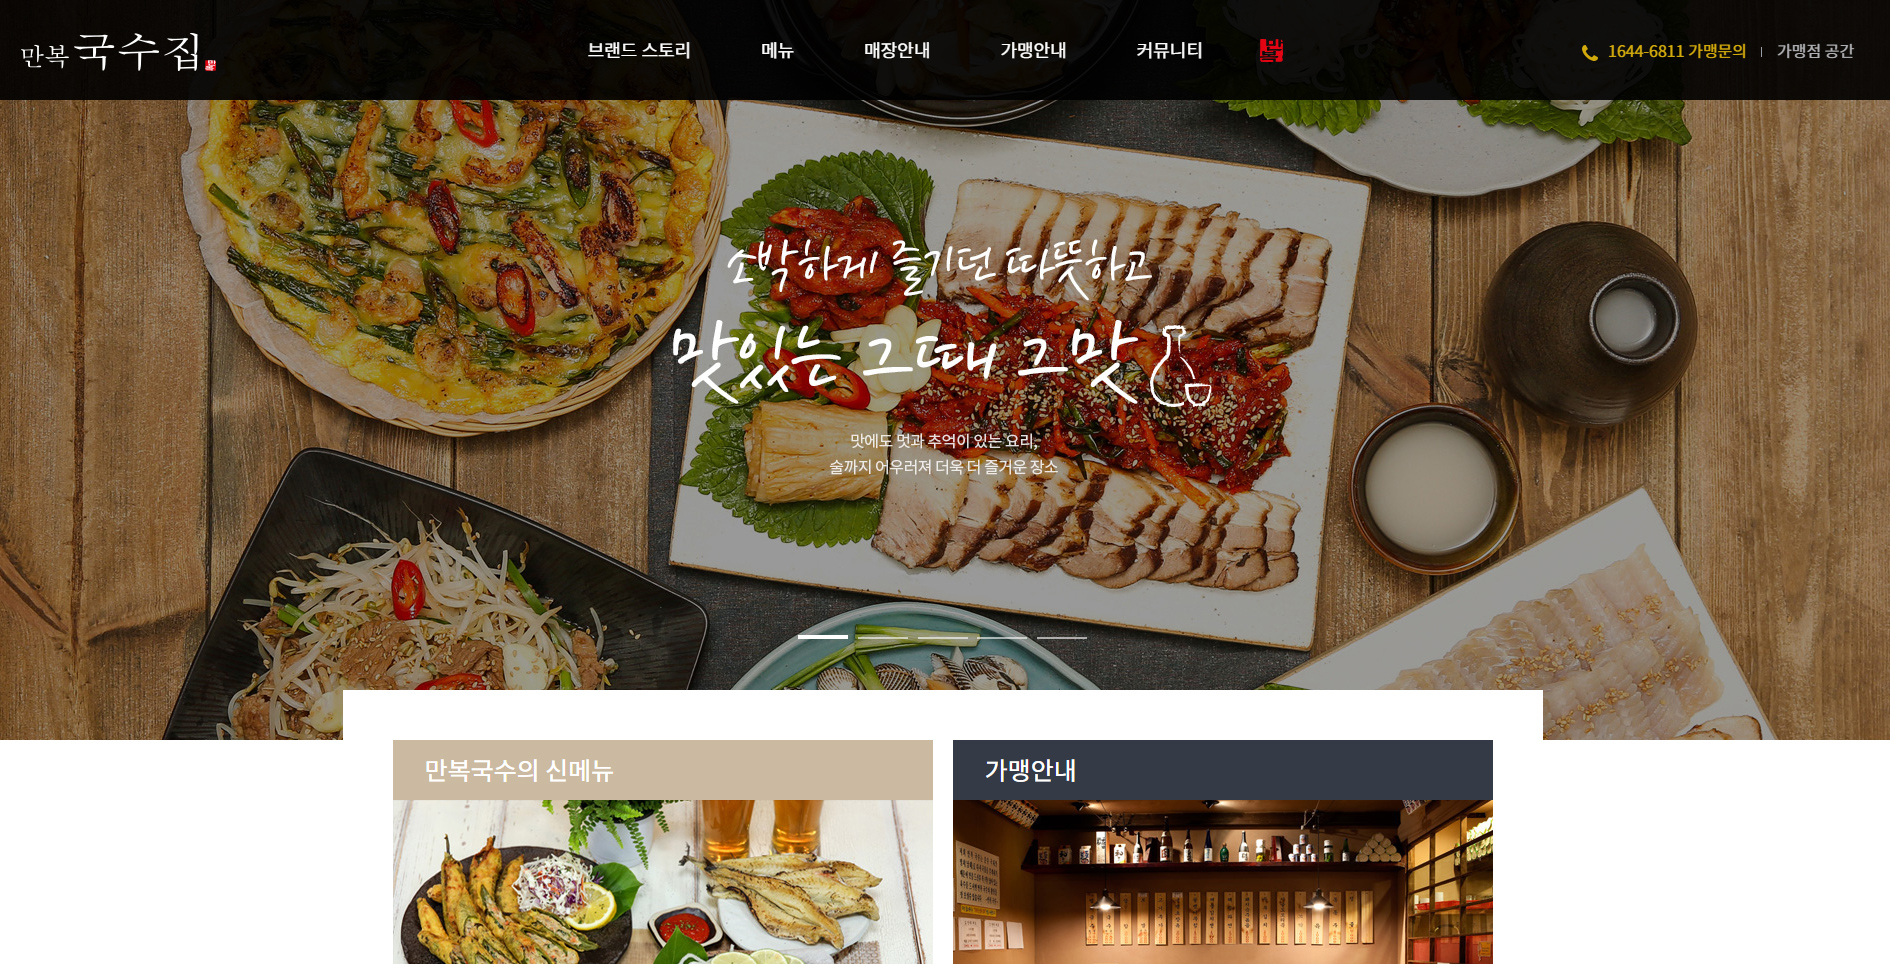 만복국수집
만복
브랜드 스토리
메뉴
매장안내
가맹안내
커뮤니티
만복
1644-6811 가맹문의
가맹점 공간
소박하게 즐기던 따뜻하고
맛있는 그때 그 맛
맛에도 멋과 추억이 있는 요리,
술까지 어우러져 더욱 더 즐거운 장소
만복국수의 신메뉴
가맹안내